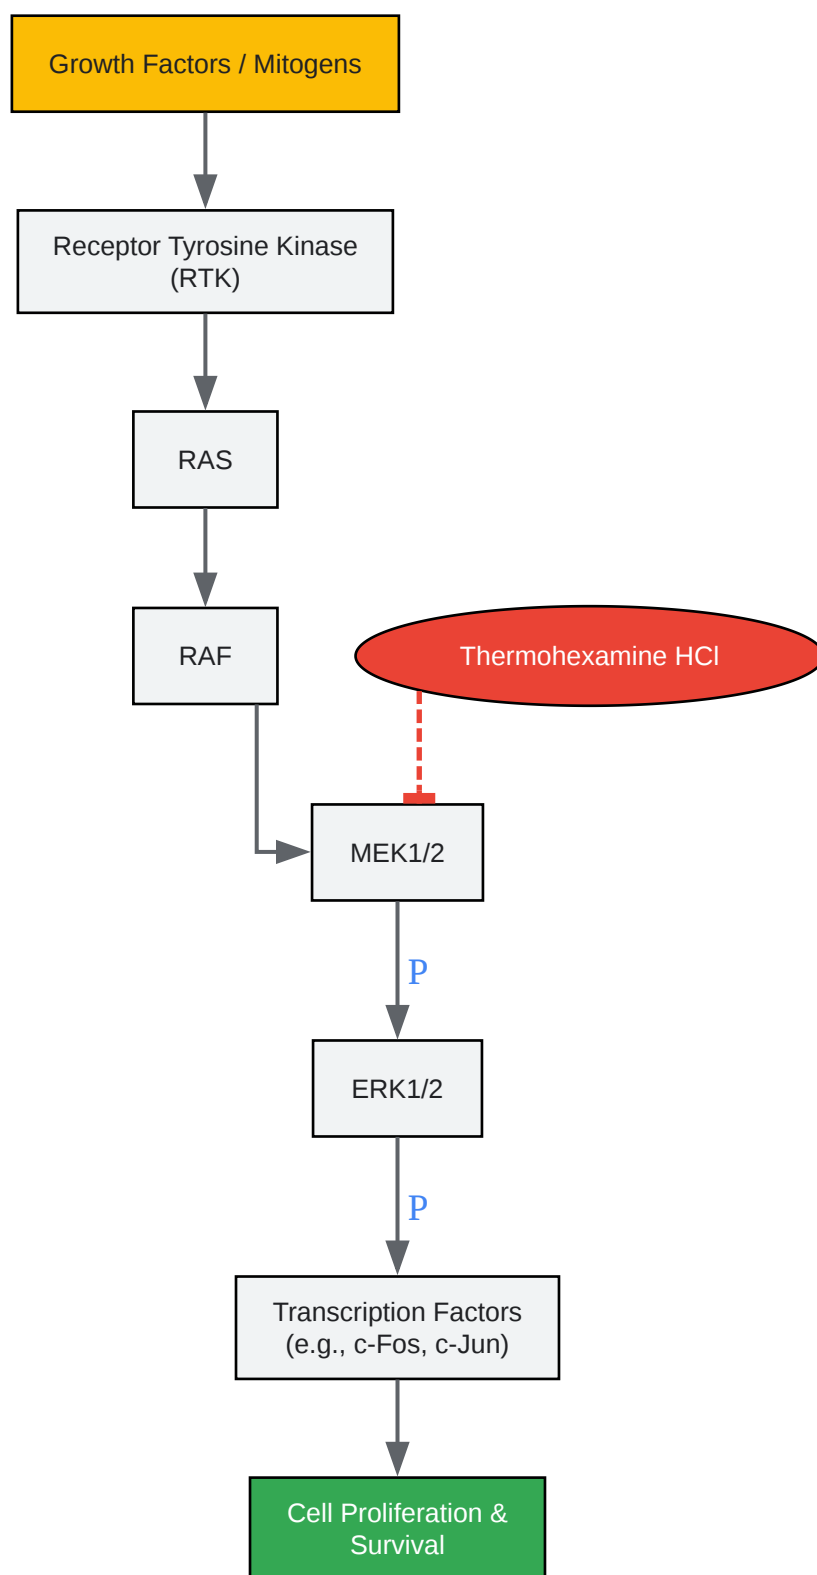 Growth Factors / Mitogens
Receptor Tyrosine Kinase
(RTK)
RAS
RAF
Thermohexamine HCl
MEK1/2
P
ERK1/2
P
Transcription Factors
(e.g., c-Fos, c-Jun)
Cell Proliferation &
Survival